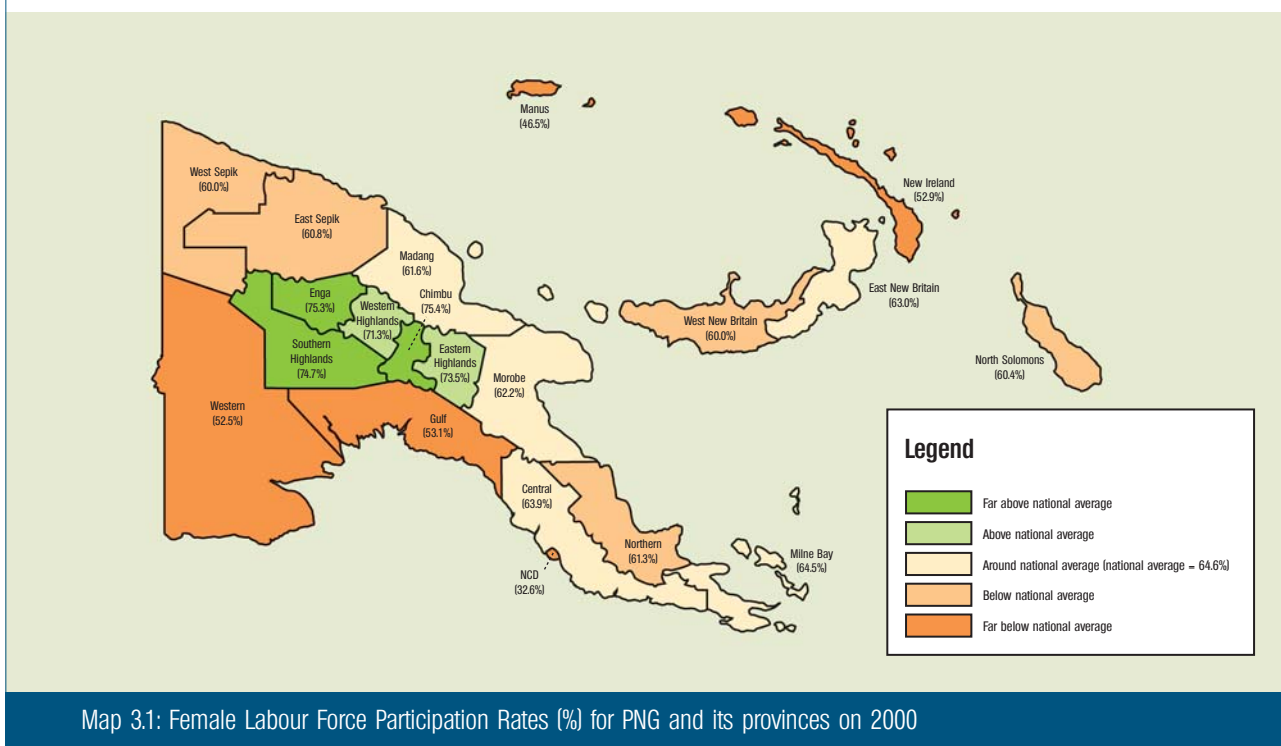 Manus
(46.5%)
West Sepik
(60.0%)
New Ireland
(52.9%)
East Sepik
(60.8%)
Madang
(61.6%)
Chimbu
(75.4%)
Enga
(75.3%)
Western
Highlands
(71.3%)
East New Britain
(63.0%)
West New Britain
(60.0%)
Southern
Highlands
(74.7%)
Eastern
Highlands
(73.5%)
North Solomons
(60.4%)
Morobe
(62.2%)
Western
(52.5%)
Gulf
(53.1%)
Central
(63.9%)
Northern
(61.3%)
Milne Bay
(64.5%)
NCD
(32.6%)
Legend
Far above national average
Above national average
Around national average (national average = 64.6%)
Below national average
Far below national average
Map 3.1: Female Labour Force Participation Rates (%) for PNG and its provinces on 2000